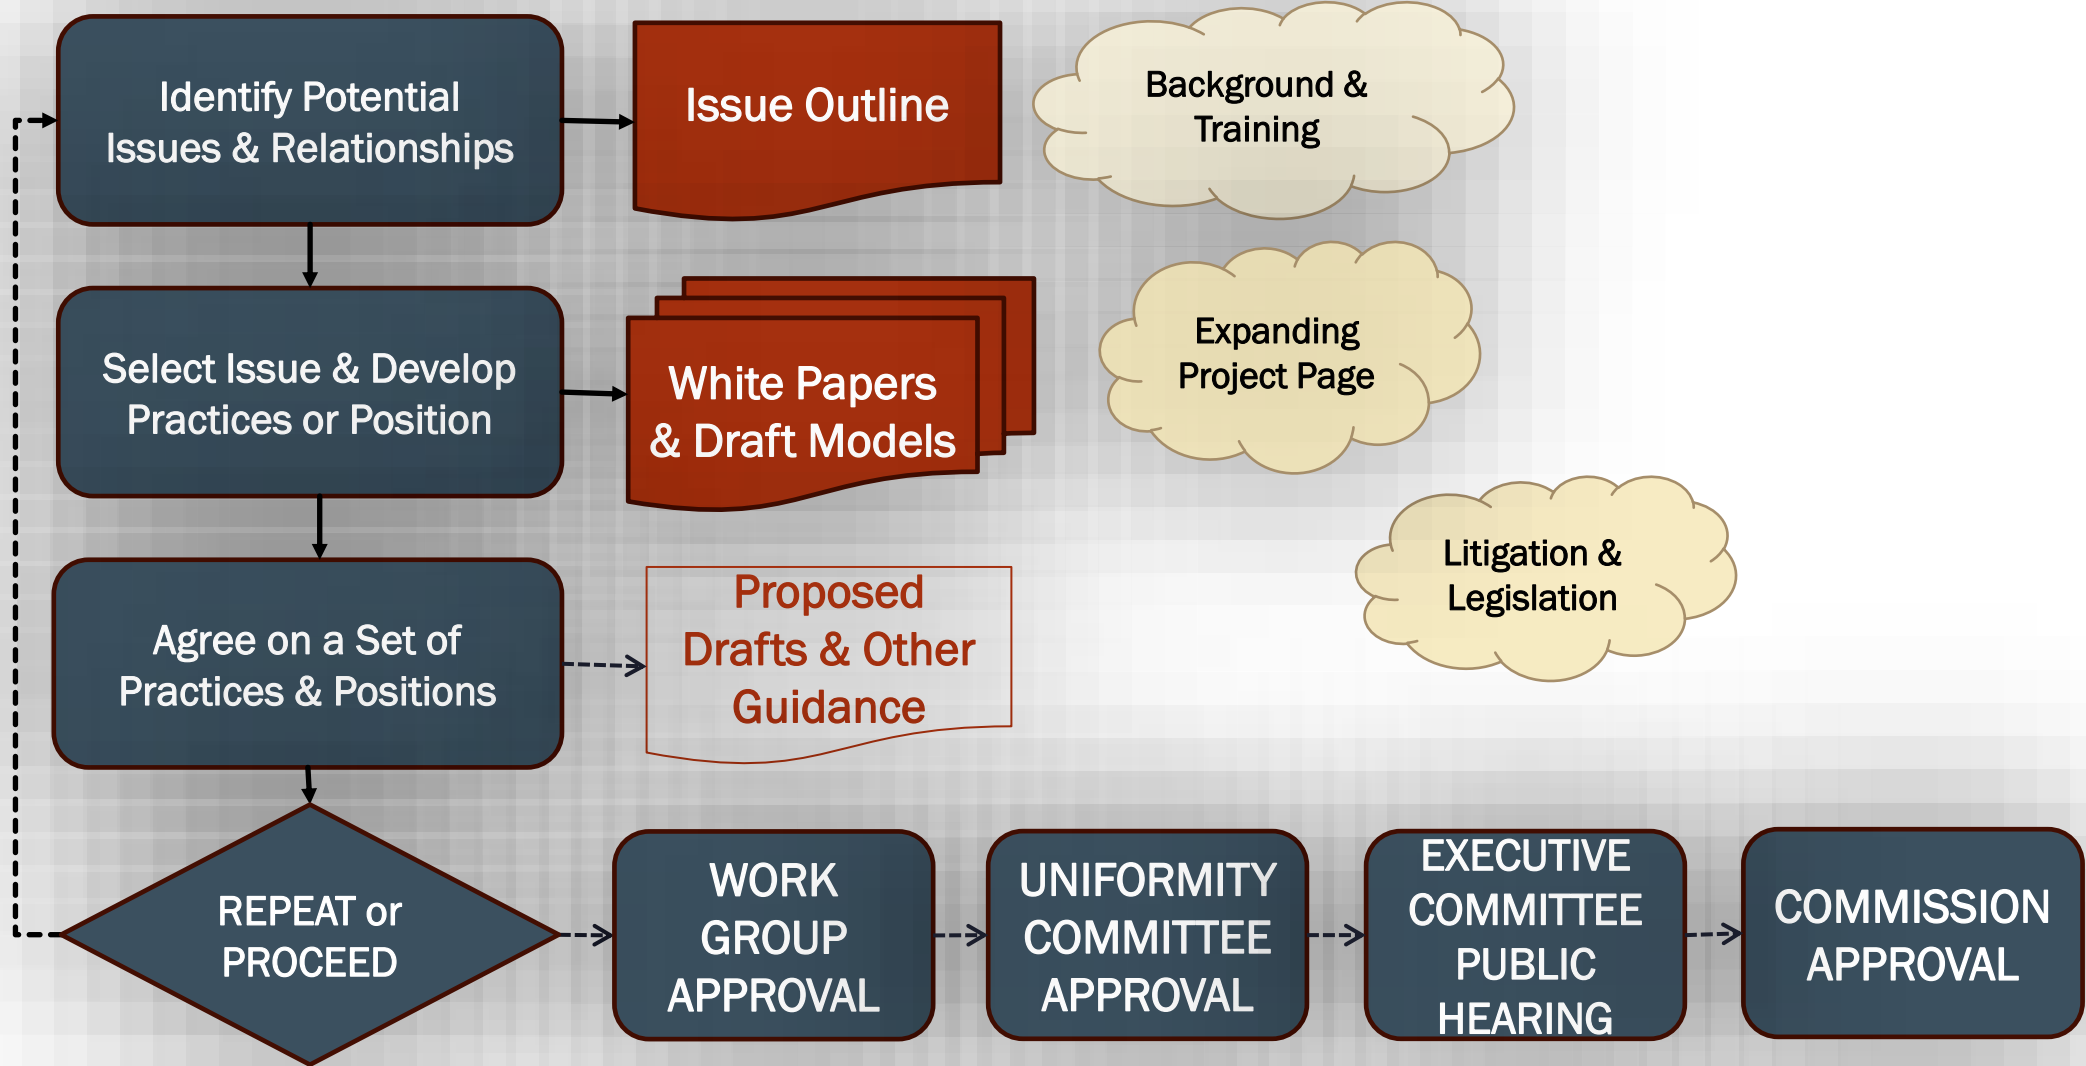 Identify Potential
Issues & Relationships
Issue Outline
Background &
Training
Select Issue & Develop
Practices or Position
White Papers
& Draft Models
Expanding
Project Page
Litigation &
Legislation
Agree on a Set of
Practices & Positions
Proposed
Drafts & Other
Guidance
REPEAT or
PROCEED
WORK
GROUP
APPROVAL
UNIFORMITY
COMMITTEE
APPROVAL
EXECUTIVE
COMMITTEE
PUBLIC
HEARING
COMMISSION
APPROVAL